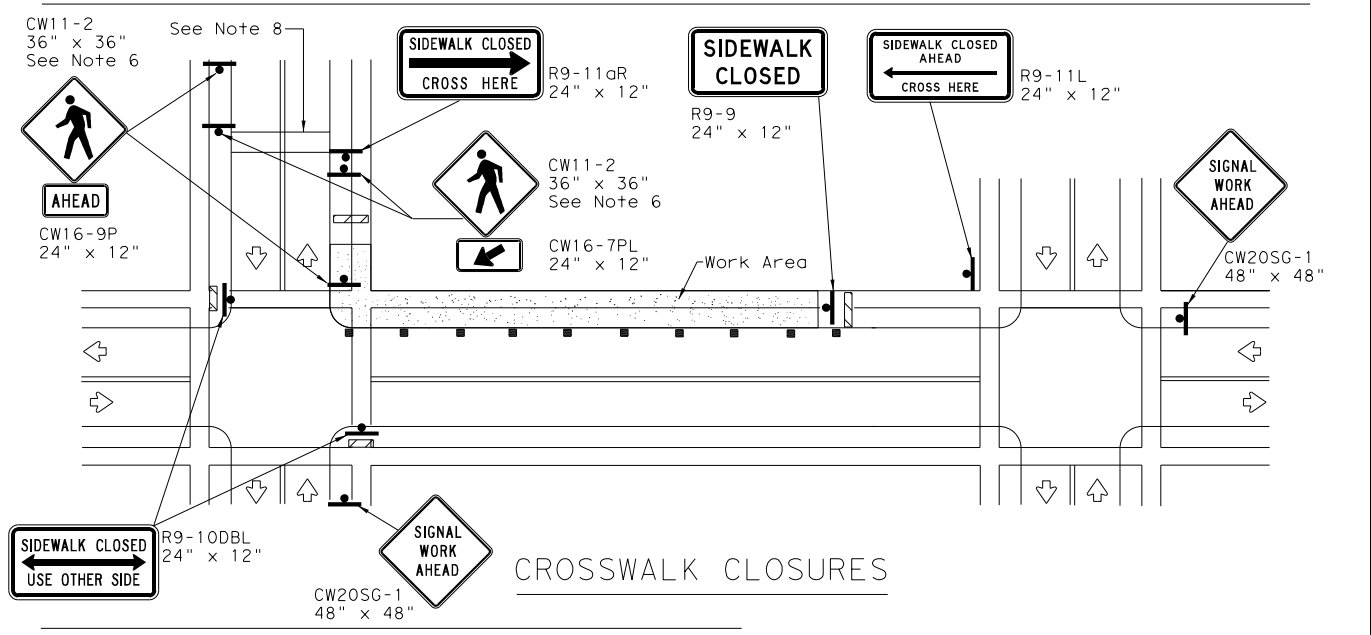 CW11-2
36" x 36"
See Note 6
See Note 8
SIDEWALK CLOSED
CROSS HERE
R9-11aR
24" x 12"
SIDEWALK
CLOSED
R9-9
24" x 12"
SIDEWALK CLOSED
AHEAD
CROSS HERE
R9-11L
24" x 12"
SIGNAL
WORK
AHEAD
CW20SG-1
48" x 48"
AHEAD
CW16-9P
24" x 12"
CW11-2
36" x 36"
See Note 6
CW16-7PL
24" x 12"
Work Area
SIDEWALK CLOSED
USE OTHER SIDE
R9-10DBL
24" x 12"
SIGNAL
WORK
AHEAD
CW20SG-1
48" x 48"
CROSSWALK CLOSURES